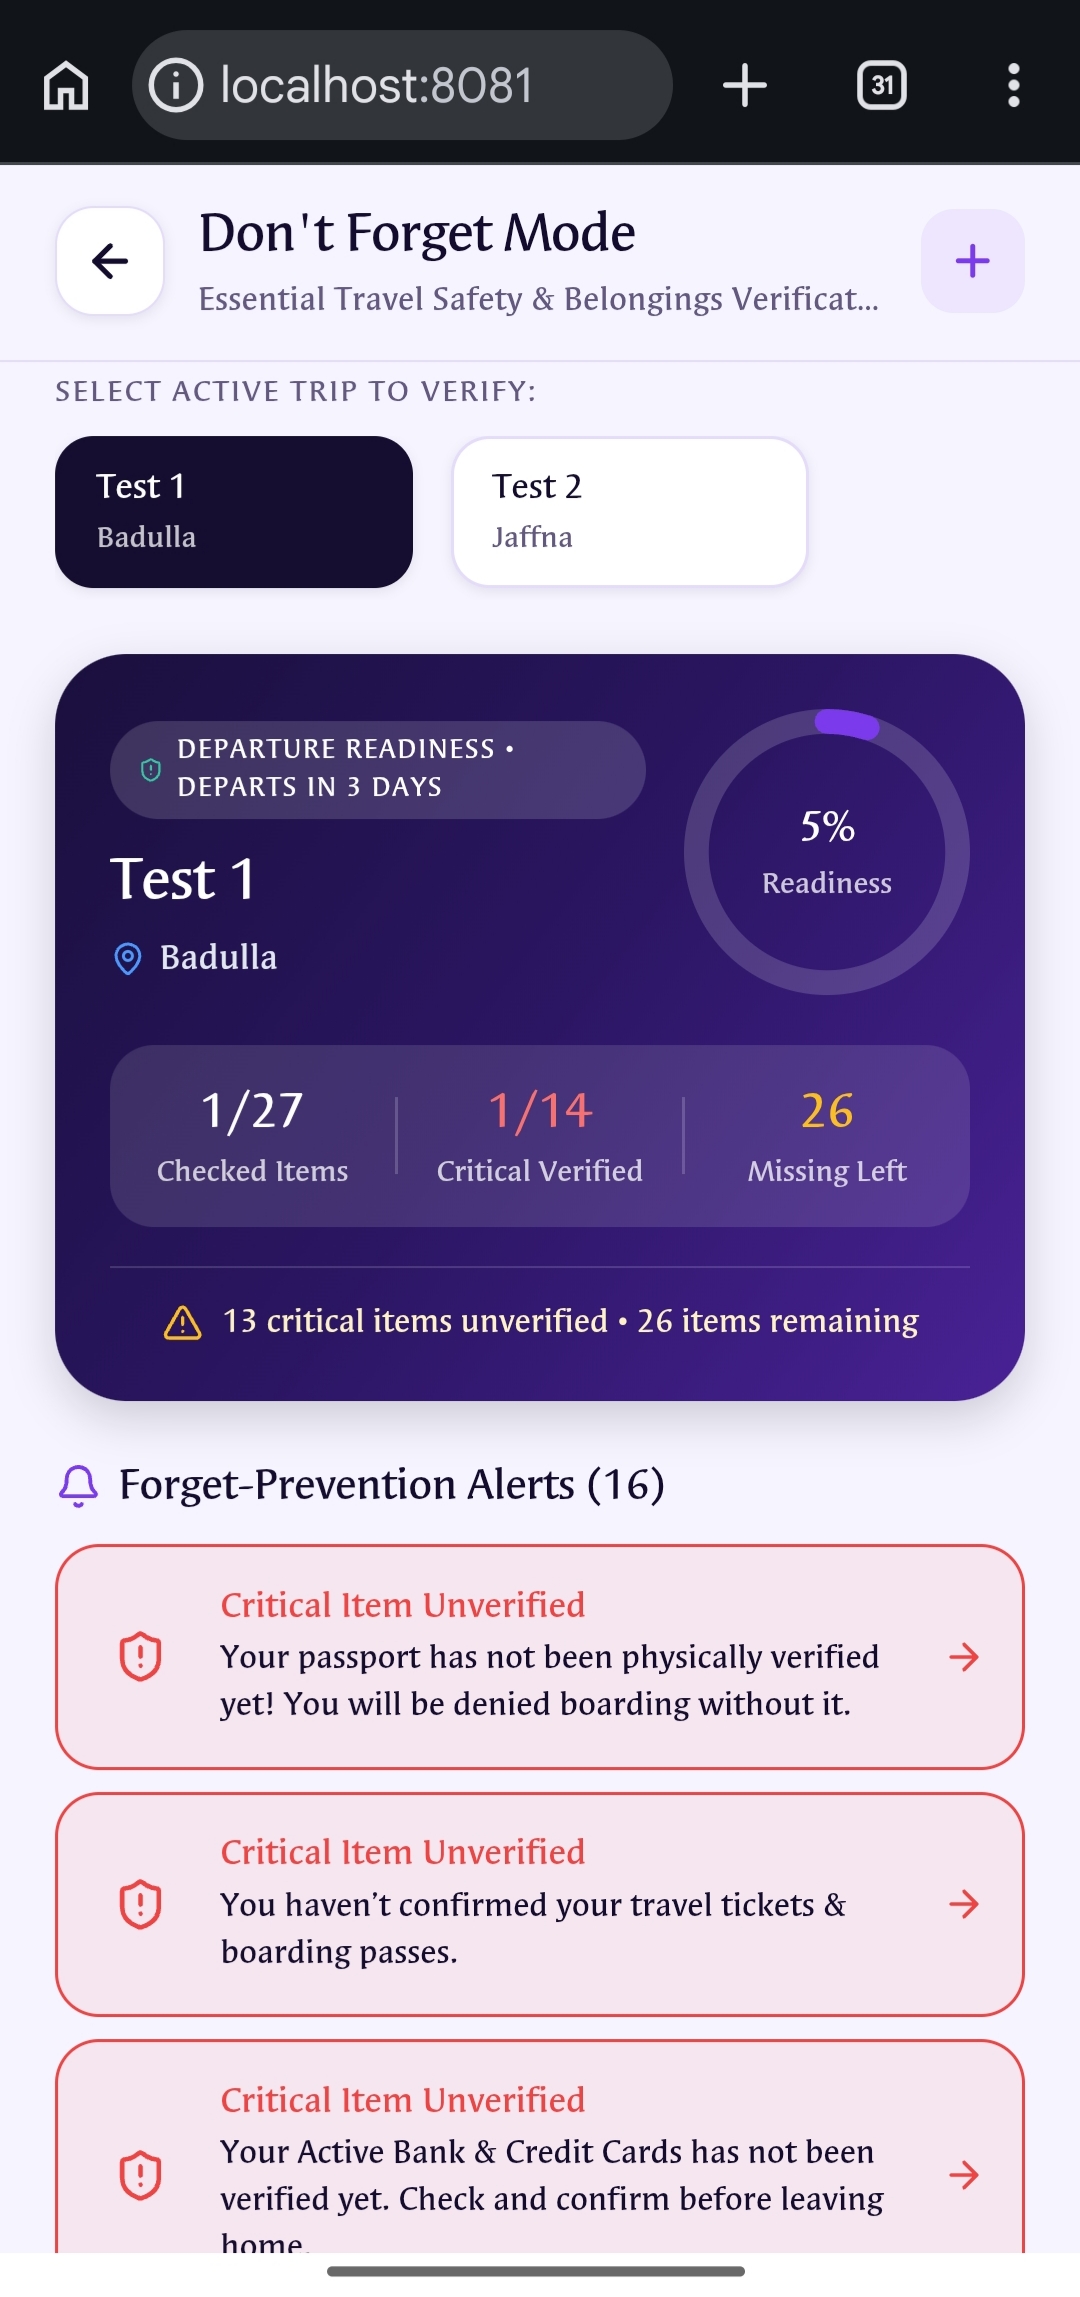 localhost:8081
31
Don't Forget Mode
Essential Travel Safety & Belongings Verificat...
SELECT ACTIVE TRIP TO VERIFY:
Test 1
Badulla
Test 2
Jaffna
DEPARTURE READINESS •
DEPARTS IN 3 DAYS
Test 1
Badulla
5%
Readiness
1/27
Checked Items
1/14
Critical Verified
26
Missing Left
13 critical items unverified • 26 items remaining
Forget-Prevention Alerts (16)
Critical Item Unverified
Your passport has not been physically verified
yet! You will be denied boarding without it.
Critical Item Unverified
You haven’t confirmed your travel tickets &
boarding passes.
Critical Item Unverified
Your Active Bank & Credit Cards has not been
verified yet. Check and confirm before leaving
home.